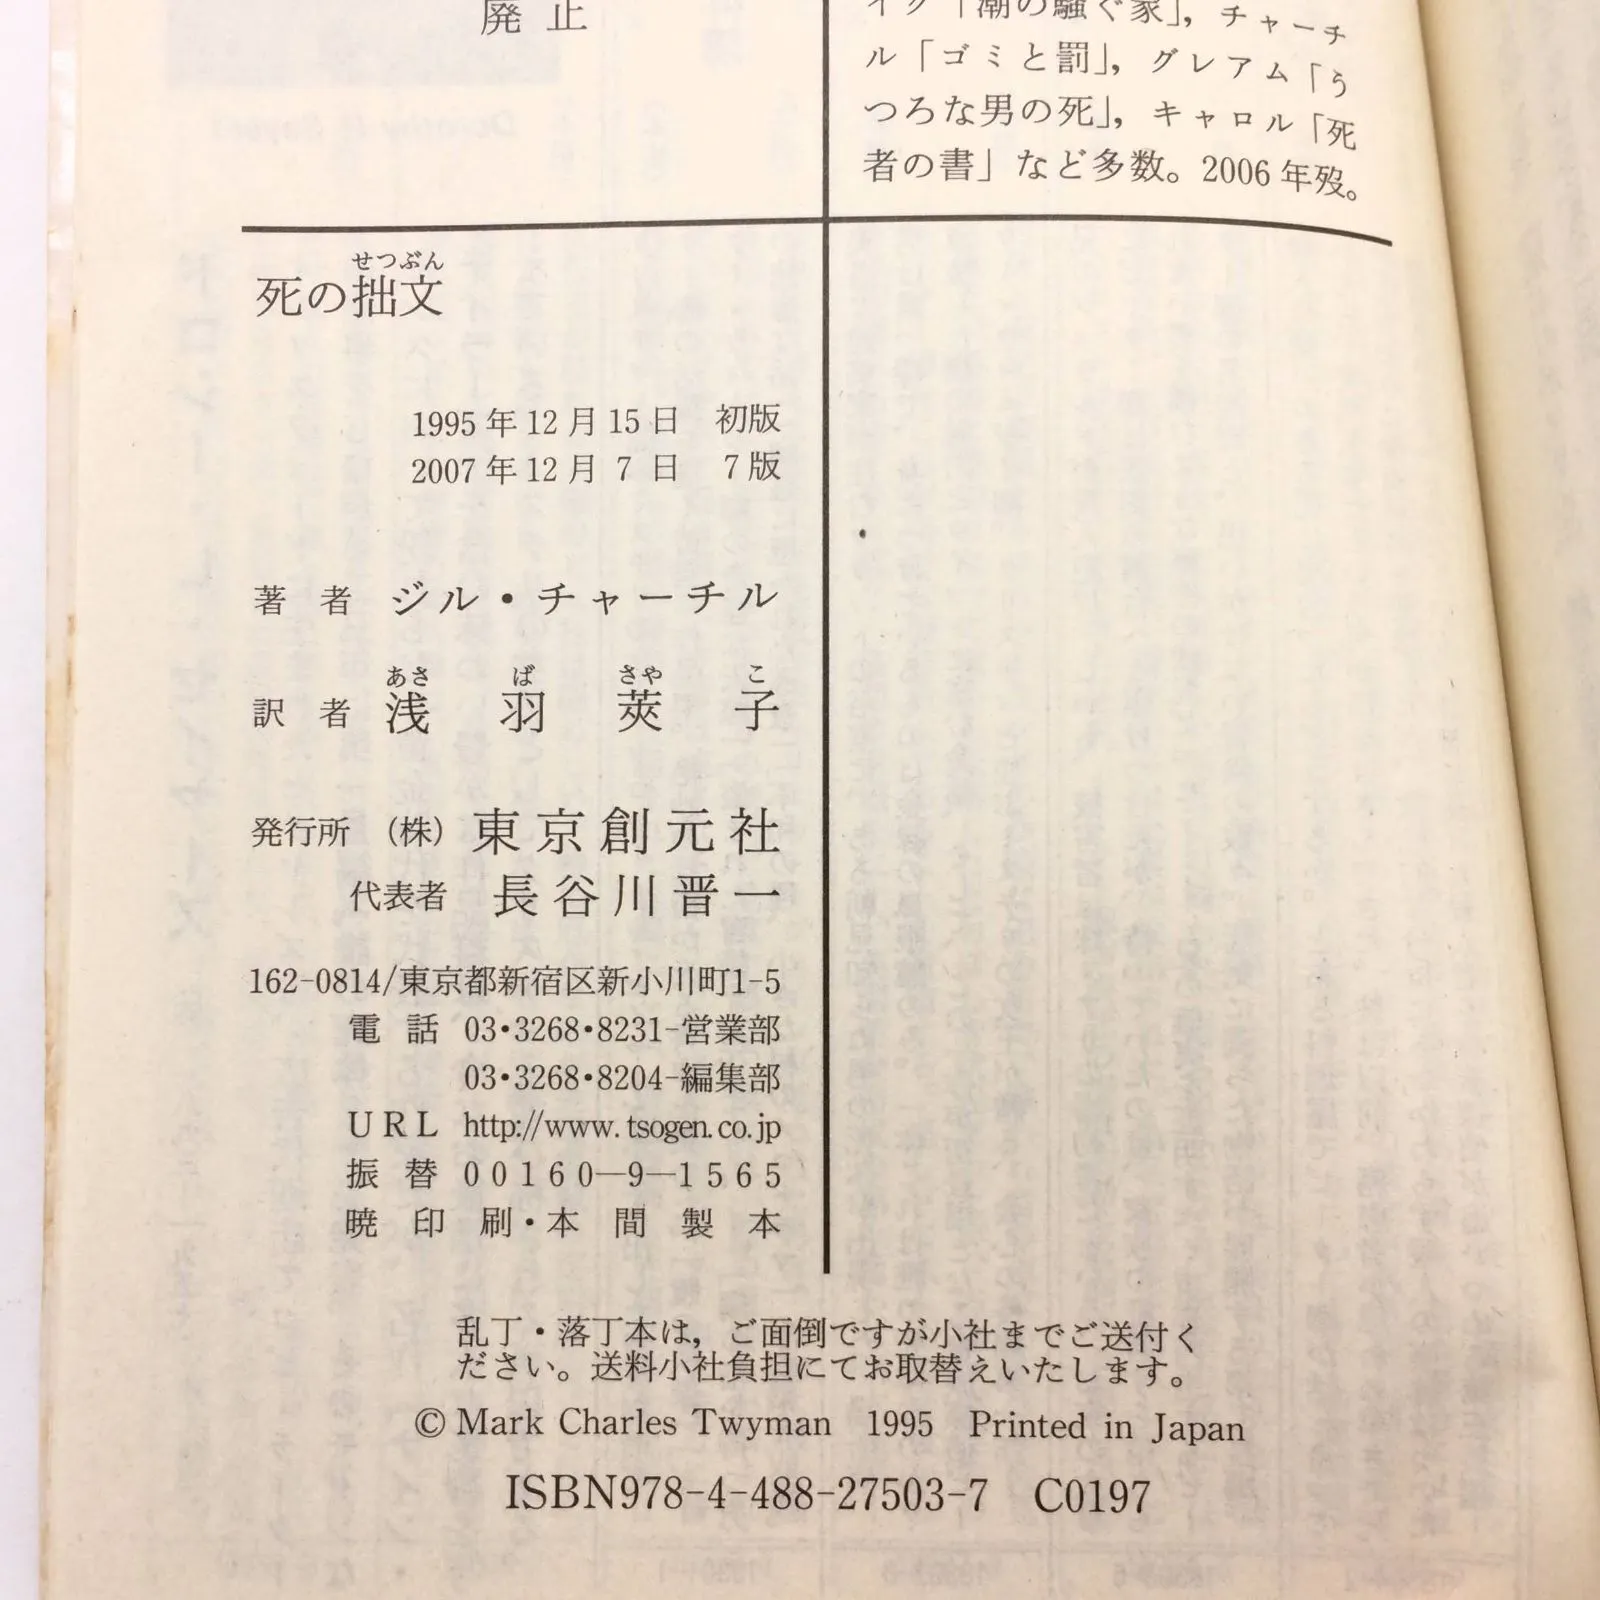 廃止
イク「潮の騒ぐ家」，チャーチ
ル「ゴミと罰」，グレアム「う
つろな男の死」，キャロル「死
者の書」など多数。2006年歿。
せつぶん
死の拙文
1995年12月15日 初版
2007年12月7日 7版
著者 ジル・チャーチル
あさ ば さや こ
訳者 浅羽莢子
発行所 (株) 東京創元社
代表者 長谷川晋一
162-0814/東京都新宿区新小川町1-5
電話 03・3268・8231-営業部
03・3268・8204-編集部
URL http://www.tsogen.co.jp
振替 00160―9―1565
暁印刷・本間製本
乱丁・落丁本は，ご面倒ですが小社までご送付く
ださい。送料小社負担にてお取替えいたします。
© Mark Charles Twyman 1995 Printed in Japan
ISBN978-4-488-27503-7 C0197